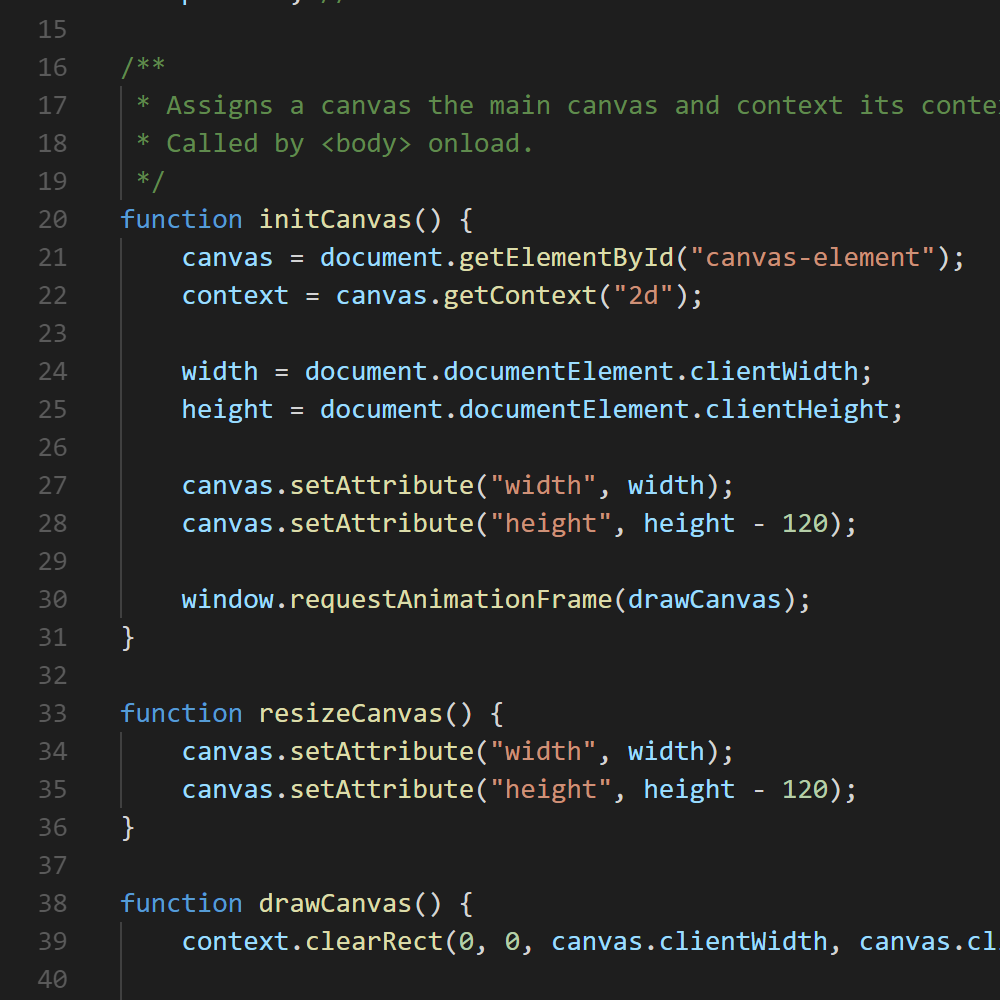 15
16 /**
17  * Assigns a canvas the main canvas and context its
18  * Called by <body> onload.
19  */
20 function initCanvas() {
21     canvas = document.getElementById("canvas-element");
22     context = canvas.getContext("2d");
23
24     width = document.documentElement.clientWidth;
25     height = document.documentElement.clientHeight;
26
27     canvas.setAttribute("width", width);
28     canvas.setAttribute("height", height - 120);
29
30     window.requestAnimationFrame(drawCanvas);
31 }
32
33 function resizeCanvas() {
34     canvas.setAttribute("width", width);
35     canvas.setAttribute("height", height - 120);
36 }
37
38 function drawCanvas() {
39     context.clearRect(0, 0, canvas.clientWidth, canvas.cl
40